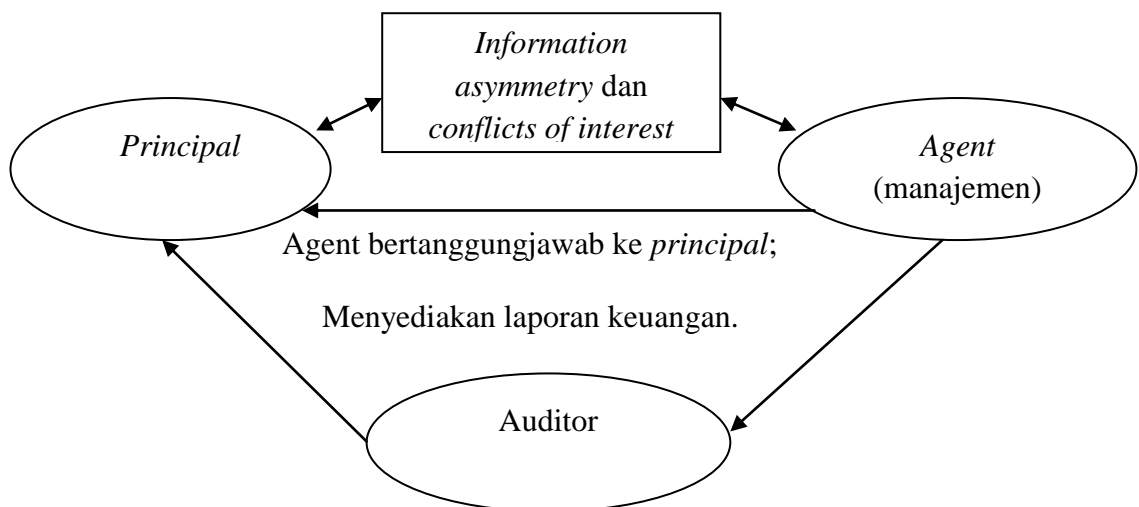 Information
asymmetry dan
conflicts of interest
Principal
Agent
(manajemen)
Agent bertanggungjawab ke principal;
Menyediakan laporan keuangan.
Auditor